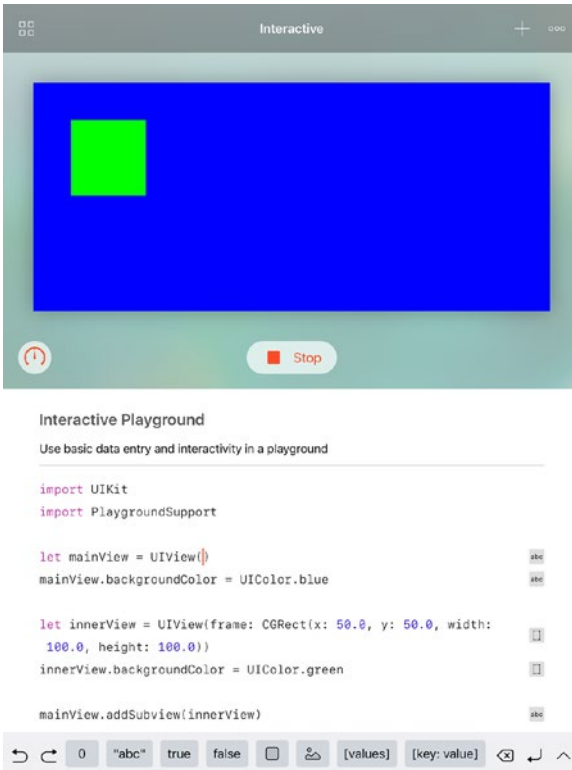 Interactive
Stop
Interactive Playground
Use basic data entry and interactivity in a playground
import UIKit
import PlaygroundSupport
let mainView = UIView()
abc
mainView.backgroundColor = UIColor.blue
abc
let innerView = UIView(frame: CGRect(x: 50.0, y: 50.0, width:
100.0, height: 100.0))
innerView.backgroundColor = UIColor.green
mainView.addSubview(innerView)
abc
0 "abc" true false [values] [key: value]